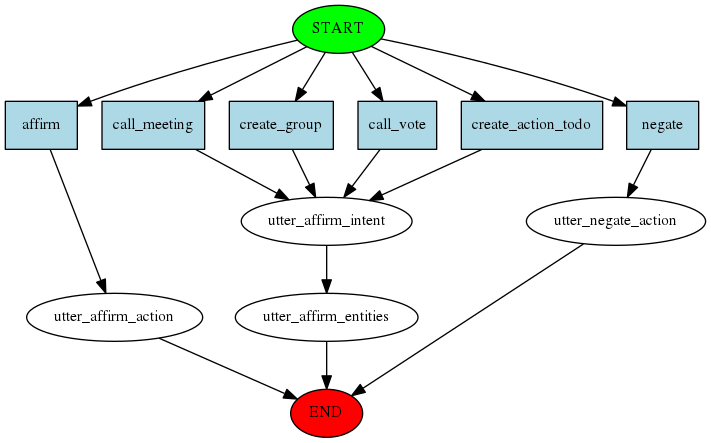 START
affirm
call_meeting
create_group
call_vote
create_action_todo
negate
utter_affirm_intent
utter_negate_action
utter_affirm_action
utter_affirm_entities
END